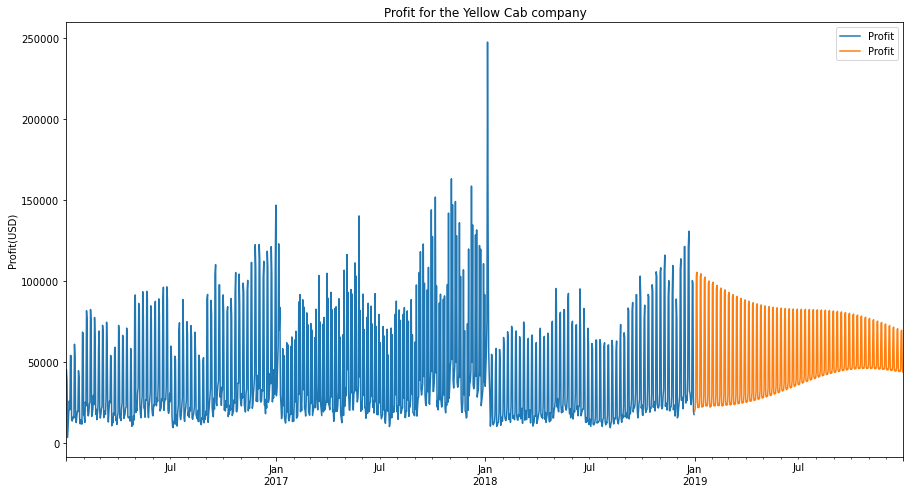 Profit for the Yellow Cab company
Profit
Profit
250000
200000
150000
100000
50000
0
Profit(USD)
Jul
Jan
2017
Jul
Jan
2018
Jul
Jan
2019
Jul